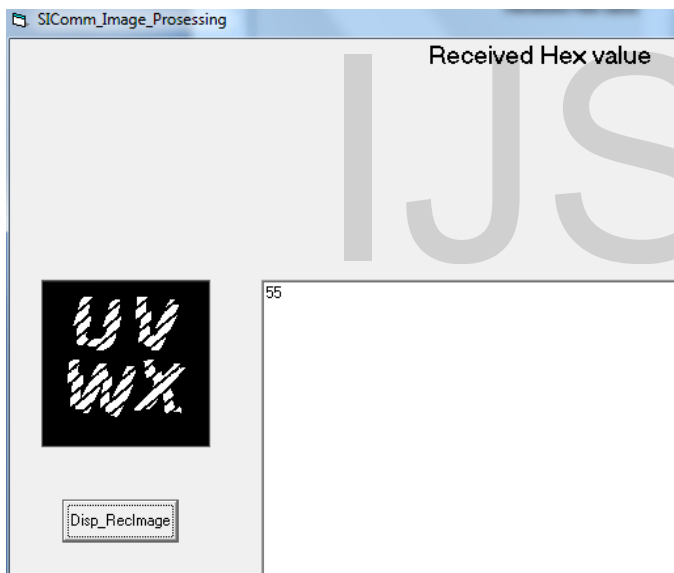 SIComm_Image_Prosessing
Received Hex value
IJS
55
UV
WX
Disp_RecImage